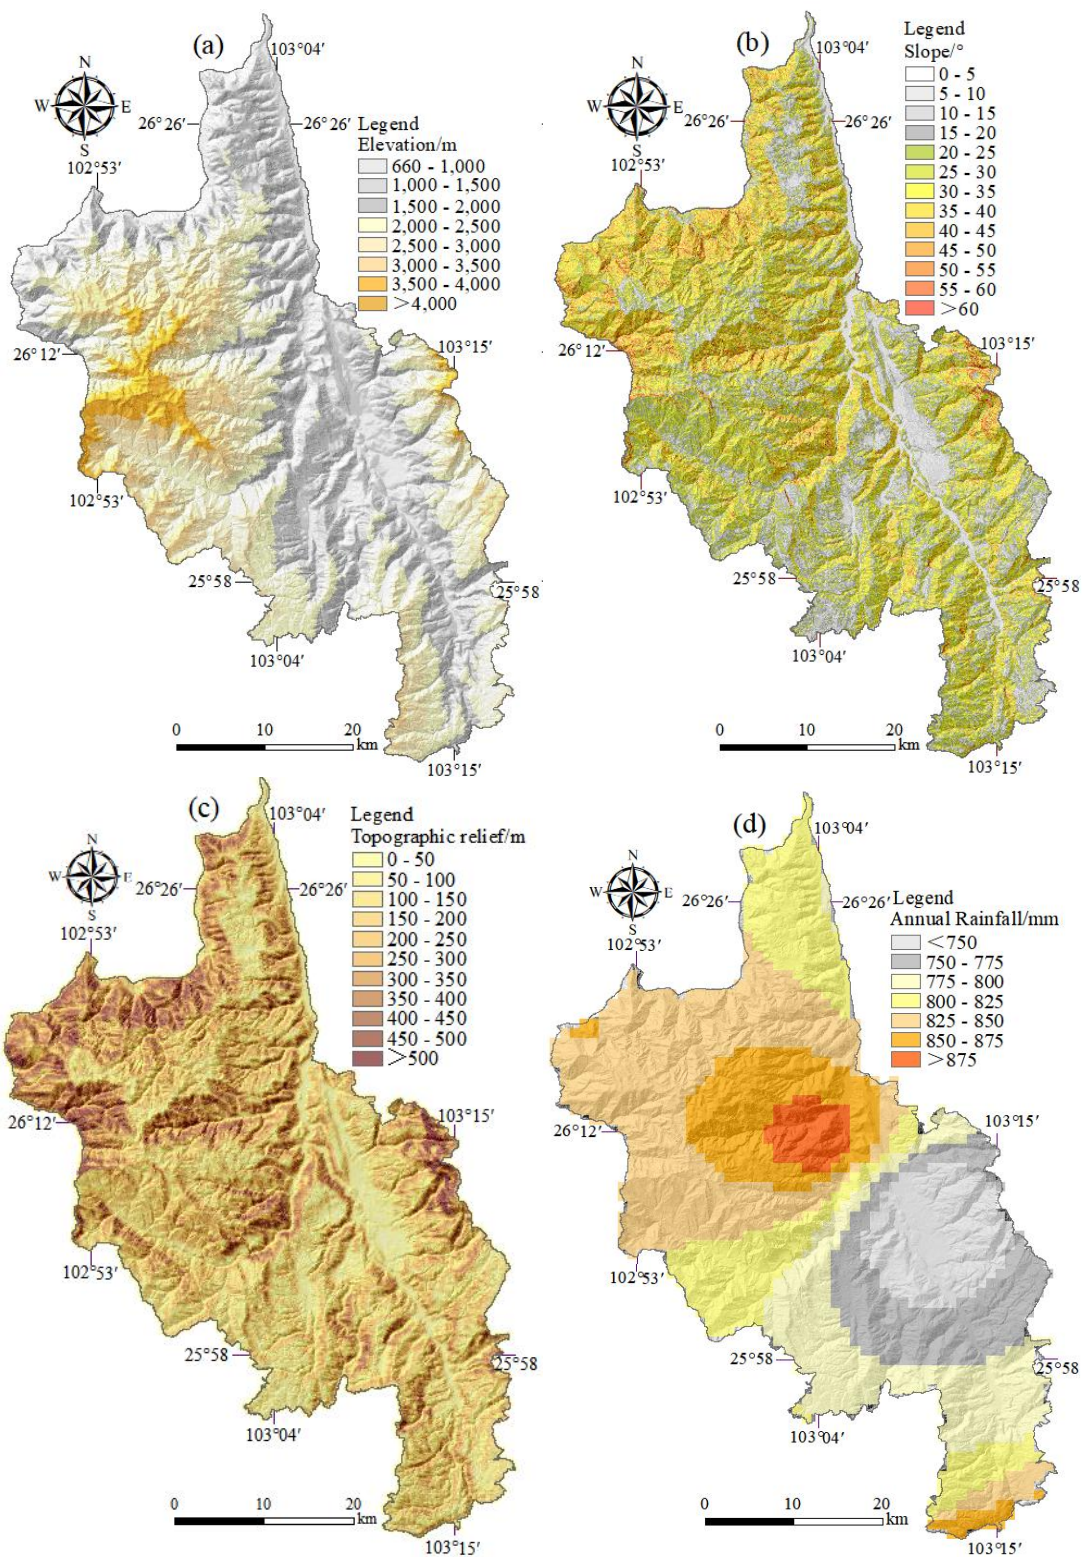 (a)
103°04′
N
W E
S
26°26′ 26°26′
102°53′
Legend
Elevation/m
660 - 1,000
1,000 - 1,500
1,500 - 2,000
2,000 - 2,500
2,500 - 3,000
3,000 - 3,500
3,500 - 4,000
＞4,000
26°12′
103°15′
102°53′
25°58
25°58
103°04′
0 10 20
km
103°15′
(b)
103°04′
N
W E
S
26°26′ 26°26′
102°53′
Legend
Slope/°
0 - 5
5 - 10
10 - 15
15 - 20
20 - 25
25 - 30
30 - 35
35 - 40
40 - 45
45 - 50
50 - 55
55 - 60
＞60
26°12′
103°15′
102°53′
25°58
25°58
103°04′
0 10 20
km
103°15′
(c)
103°04′
N
W E
S
26°26′ 26°26′
102°53′
Legend
Topographic relief/m
0 - 50
50 - 100
100 - 150
150 - 200
200 - 250
250 - 300
300 - 350
350 - 400
400 - 450
450 - 500
＞500
26°12′
103°15′
102°53′
25°58′
25°58
103°04′
0 10 20
km
103°15′
(d)
103°04′
N
W E
S
26°26′ 26°26′
102°53′
Legend
Annual Rainfall/mm
＜750
750 - 775
775 - 800
800 - 825
825 - 850
850 - 875
＞875
26°12′
103°15′
102°53′
25°58
25°58′
103°04′
0 10 20
km
103°15′